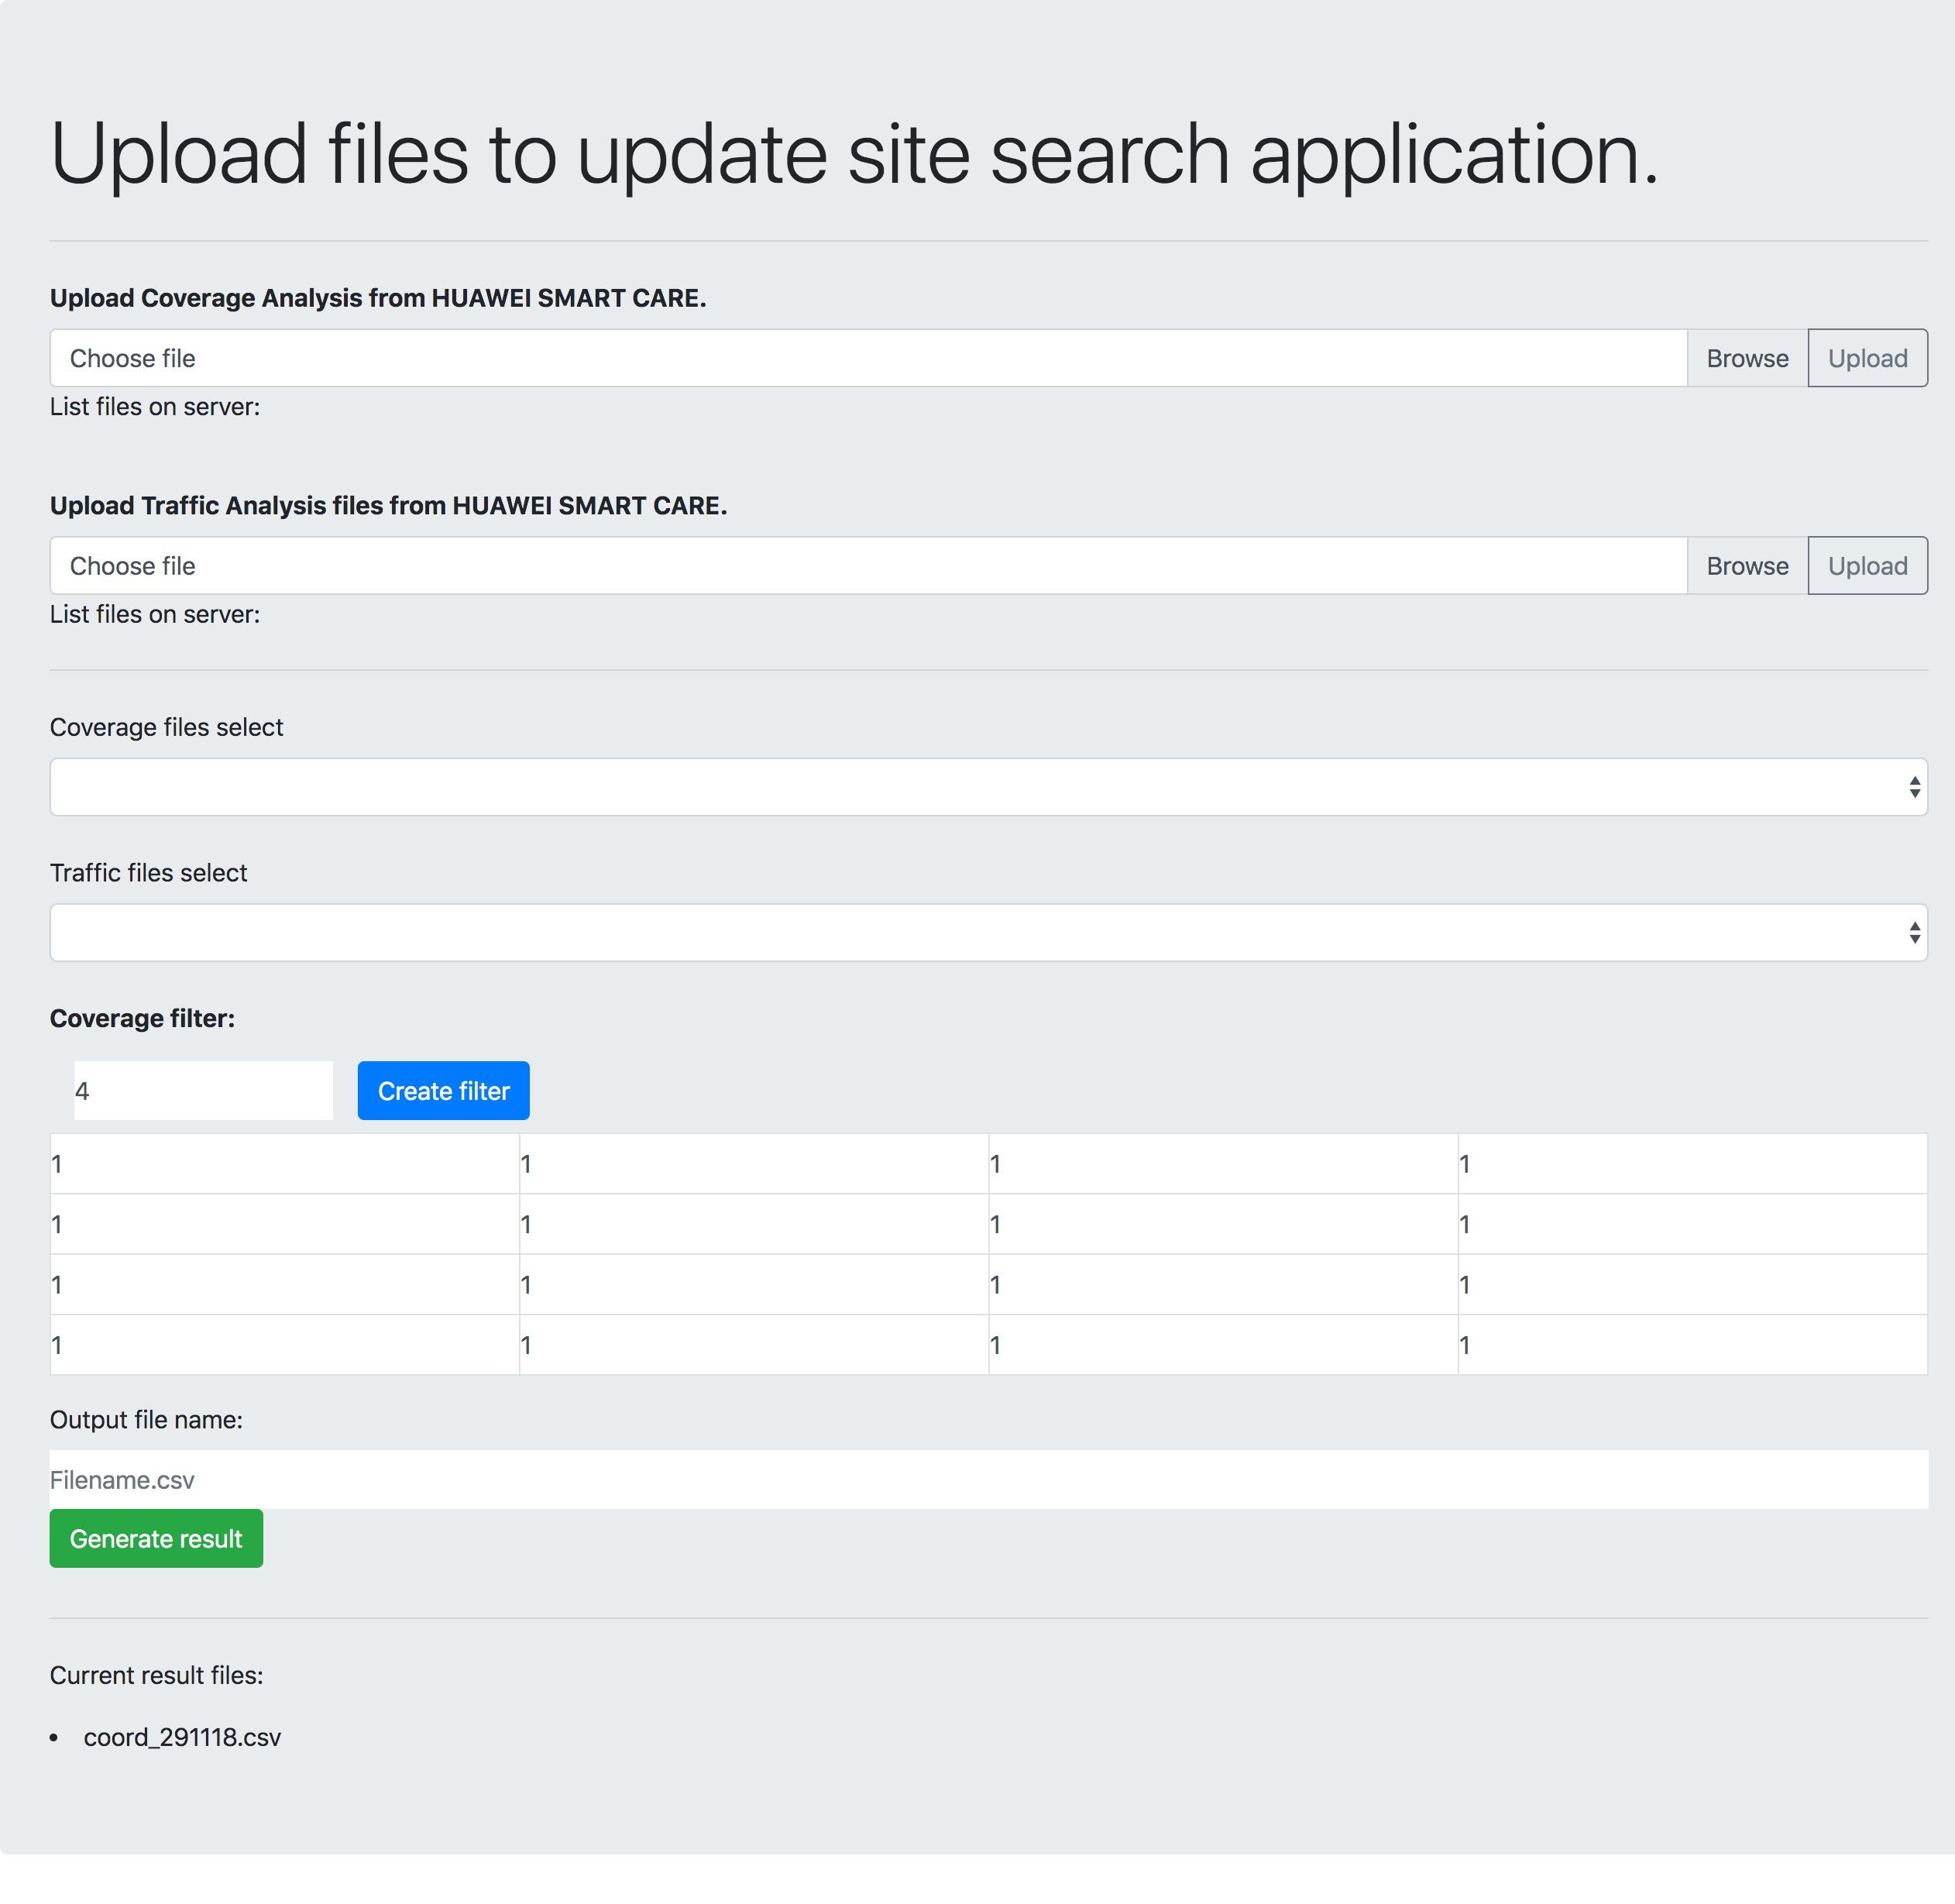 Upload files to update site search application.
Upload Coverage Analysis from HUAWEI SMART CARE.
Choose file Browse Upload
List files on server:
Upload Traffic Analysis files from HUAWEI SMART CARE.
Choose file Browse Upload
List files on server:
Coverage files select
Traffic files select
Coverage filter:
4 Create filter
1 1 1 1
1 1 1 1
1 1 1 1
1 1 1 1
Output file name:
Filename.csv
Generate result
Current result files:
• coord_291118.csv